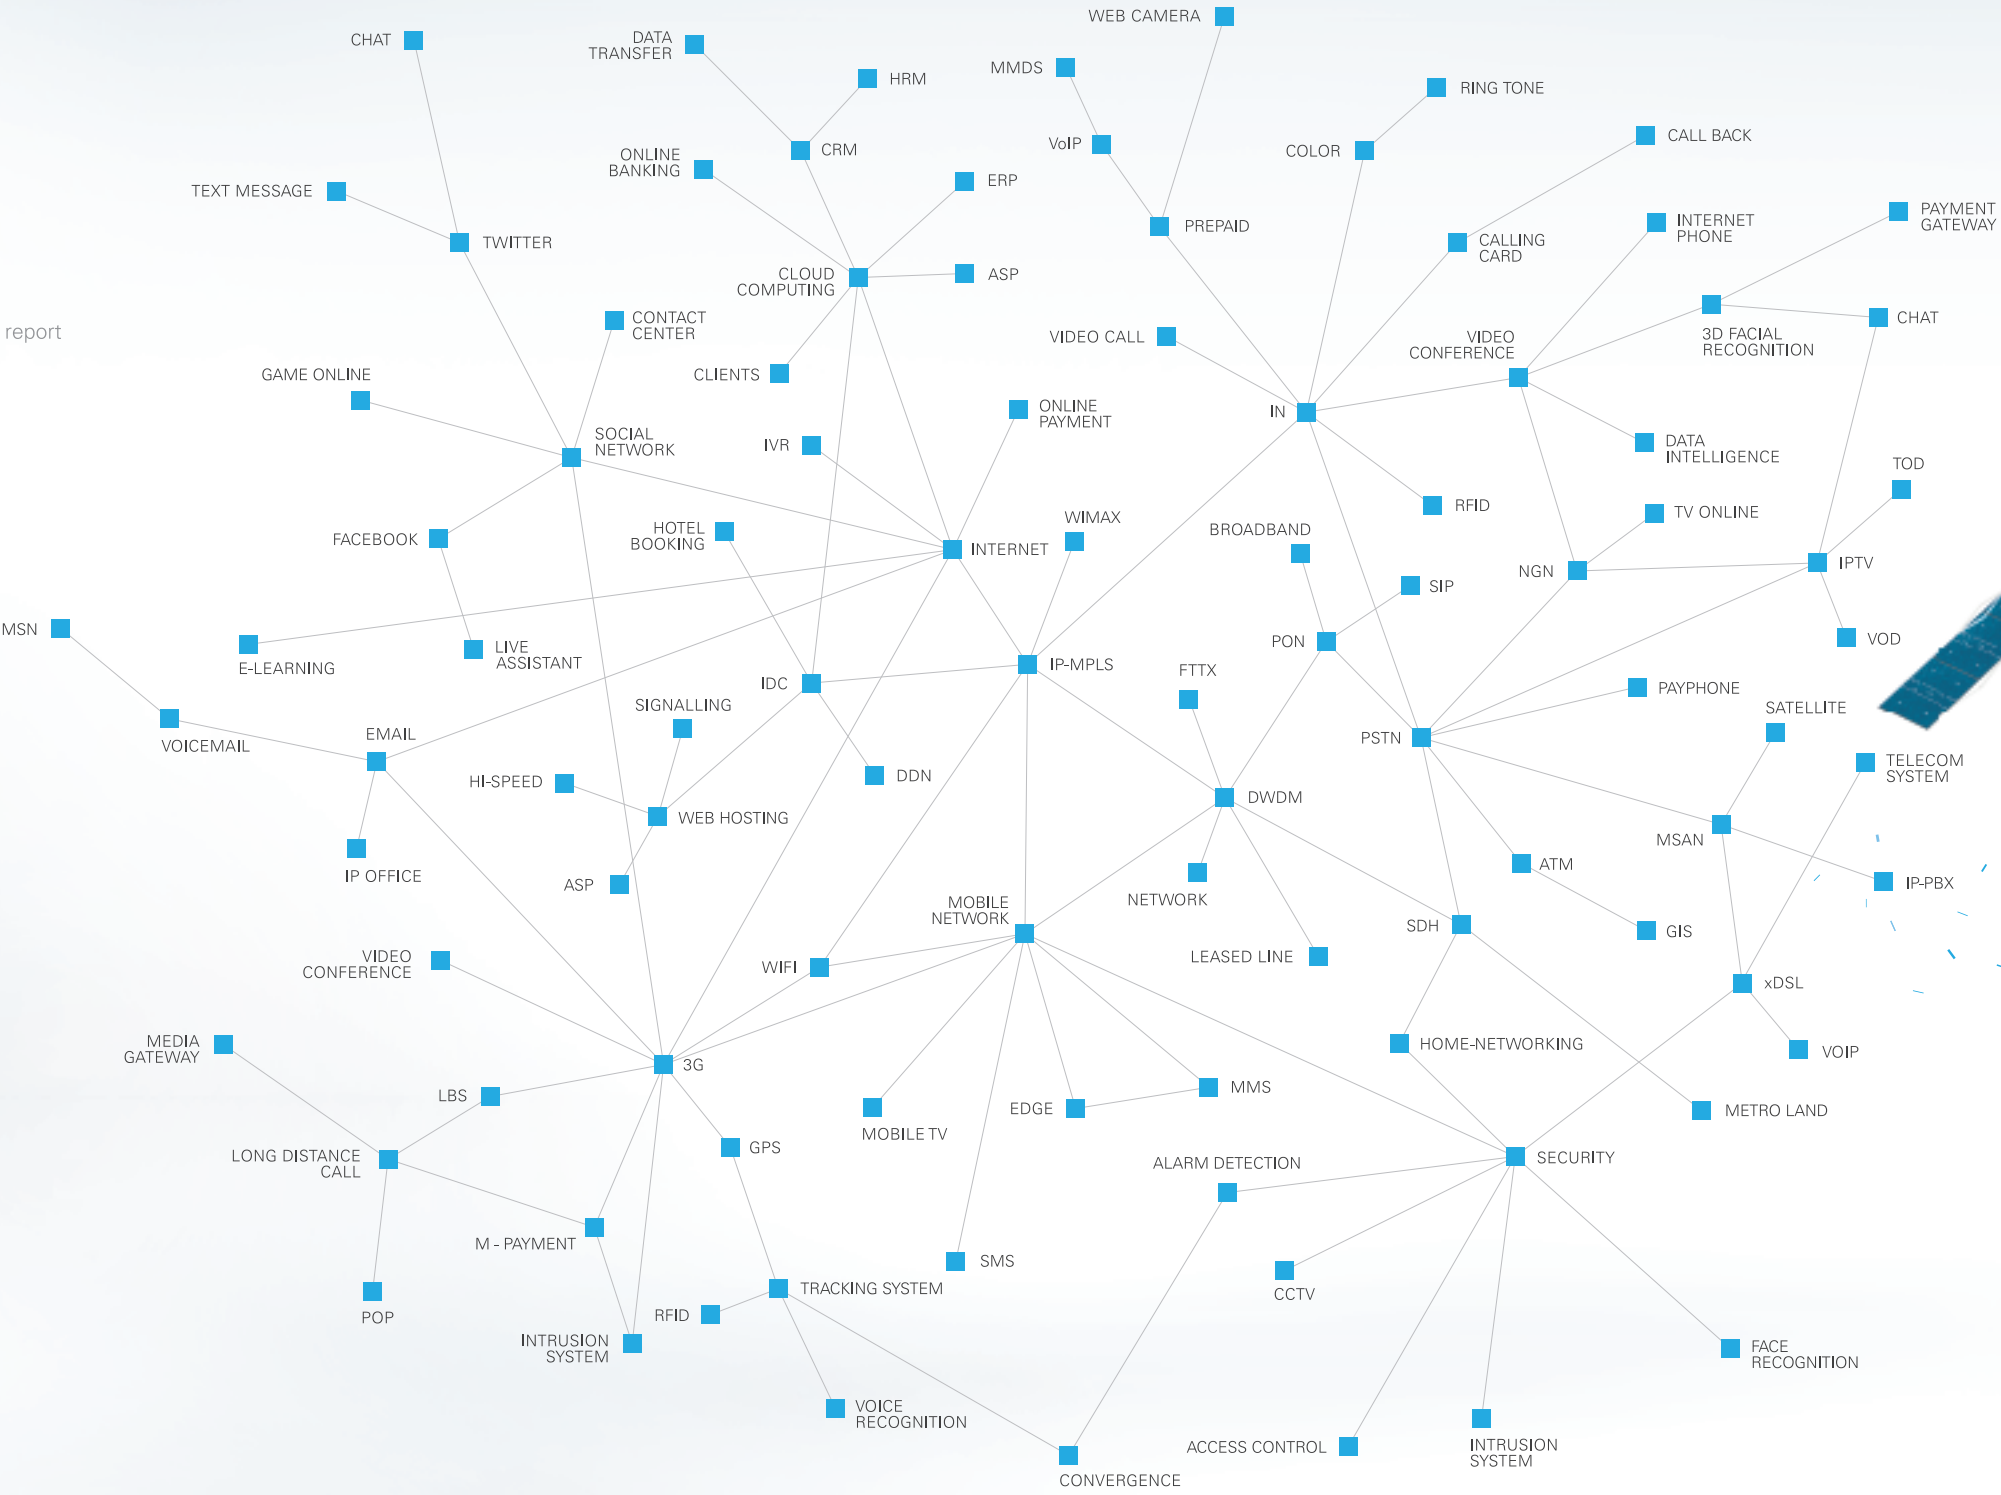 WEB CAMERA
CHAT
DATA
TRANSFER
HRM
MMDS
RING TONE
VoIP
COLOR
CALL BACK
CRM
ONLINE
BANKING
ERP
TEXT MESSAGE
TWITTER
PREPAID
CALLING
CARD
INTERNET
PHONE
PAYMENT
GATEWAY
CLOUD
COMPUTING
ASP
report
CONTACT
CENTER
VIDEO CALL
VIDEO
CONFERENCE
3D FACIAL
RECOGNITION
CHAT
GAME ONLINE
CLIENTS
ONLINE
PAYMENT
IN
SOCIAL
NETWORK
IVR
DATA
INTELLIGENCE
TOD
FACEBOOK
HOTEL
BOOKING
INTERNET
WIMAX
BROADBAND
RFID
TV ONLINE
NGN
IPTV
SIP
MSN
E-LEARNING
LIVE
ASSISTANT
IDC
IP-MPLS
PON
VOD
FTTX
PAYPHONE
SIGNALLING
SATELLITE
VOICEMAIL
EMAIL
PSTN
TELECOM
SYSTEM
HI-SPEED
DDN
DWDM
WEB HOSTING
MSAN
IP OFFICE
ASP
MOBILE
NETWORK
NETWORK
ATM
IP-PBX
SDH
GIS
VIDEO
CONFERENCE
WIFI
LEASED LINE
xDSL
MEDIA
GATEWAY
3G
HOME-NETWORKING
VOIP
LBS
EDGE
MMS
METRO LAND
MOBILE TV
LONG DISTANCE
CALL
GPS
ALARM DETECTION
SECURITY
M - PAYMENT
SMS
TRACKING SYSTEM
CCTV
POP
RFID
INTRUSION
SYSTEM
FACE
RECOGNITION
VOICE
RECOGNITION
ACCESS CONTROL
INTRUSION
SYSTEM
CONVERGENCE